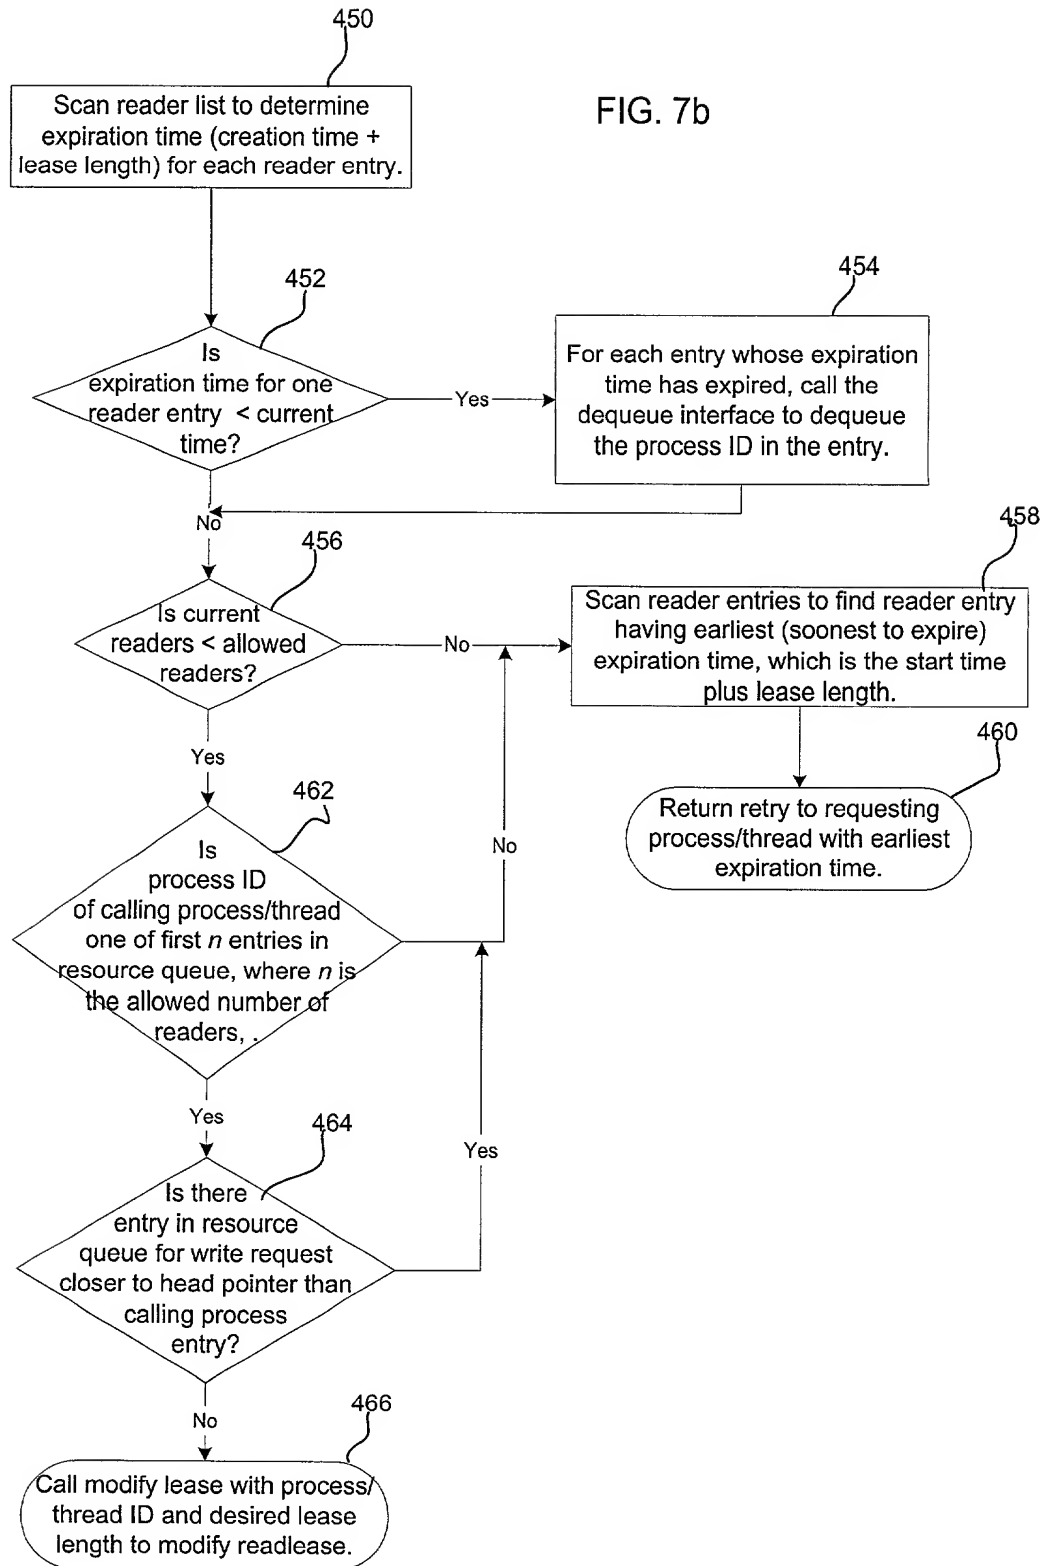 450
Scan reader list to determine
expiration time (creation time +
lease length) for each reader entry.
FIG. 7b
452
Is
expiration time for one
reader entry < current
time?
Yes
454
For each entry whose expiration
time has expired, call the
dequeue interface to dequeue
the process ID in the entry.
No
456
Is current
readers < allowed
readers?
No
458
Scan reader entries to find reader entry
having earliest (soonest to expire)
expiration time, which is the start time
plus lease length.
Yes
460
Return retry to requesting
process/thread with earliest
expiration time.
462
Is
process ID
of calling process/thread
one of first n entries in
resource queue, where n is
the allowed number of
readers, .
No
Yes
464
Is there
entry in resource
queue for write request
closer to head pointer than
calling process
entry?
Yes
No
466
Call modify lease with process/
thread ID and desired lease
length to modify readlease.